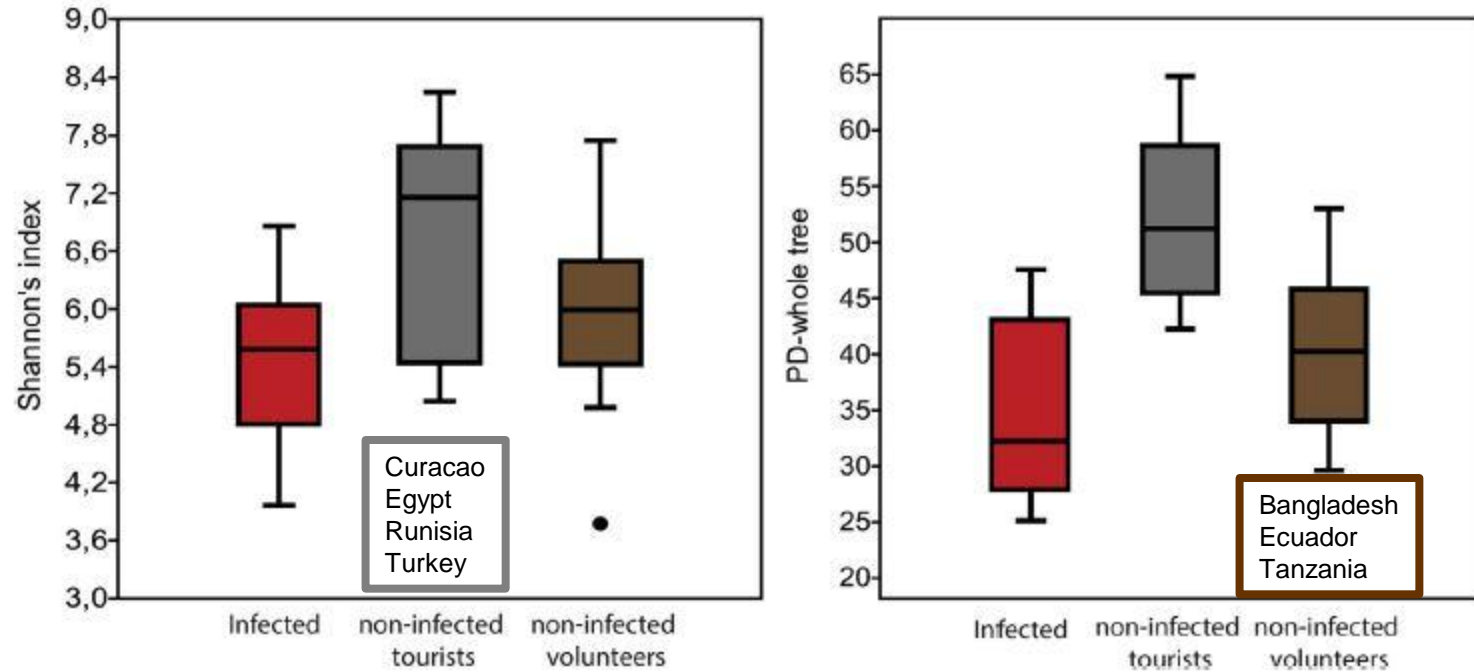 Shannon's index
9,0
8,4
7,8
7,2
6,6
6,0
5,4
4,8
4,2
3,6
3,0
Curacao
Egypt
Runisia
Turkey
Infected
non-infected
tourists
non-infected
volunteers
PD-whole tree
65
60
55
50
45
40
35
30
25
20
Bangladesh
Ecuador
Tanzania
Infected
non-infected
tourists
non-infected
volunteers